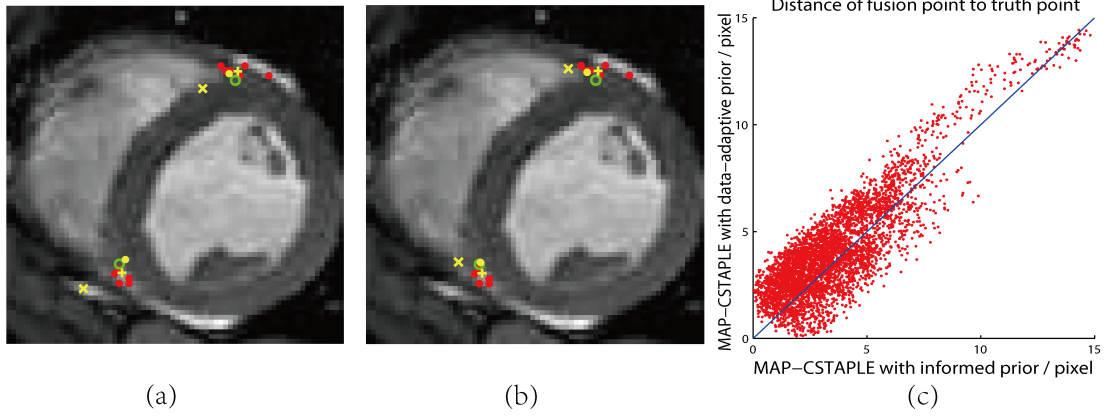 Distance of fusion point to truth point
MAP−CSTAPLE with data−adaptive prior / pixel
15
10
5
0
0
5
10
15
MAP−CSTAPLE with informed prior / pixel
(a)
(b)
(c)